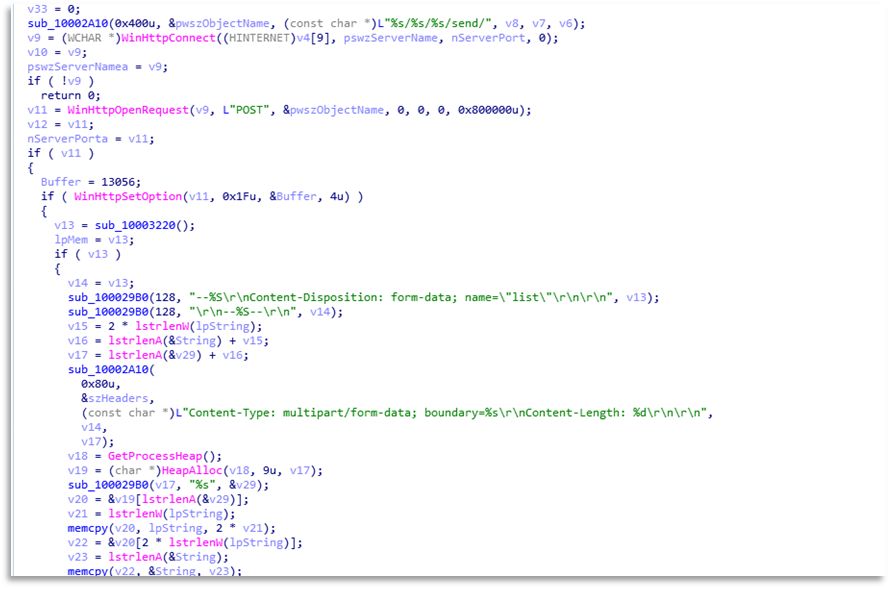 v33 = 0;
sub_10002A10(0x400u, &pwszObjectName, (const char *)L"%s/%s/%s/send/", v8, v7, v6);
v9 = (WCHAR *)WinHttpConnect((HINTERNET)v4[9], pswzServerName, nServerPort, 0);
v10 = v9;
pswzServerNamea = v9;
if ( !v9 )
return 0;
v11 = WinHttpOpenRequest(v9, L"POST", &pwszObjectName, 0, 0, 0, 0x800000u);
v12 = v11;
nServerPorta = v11;
if ( v11 )
{
Buffer = 13056;
if ( WinHttpSetOption(v11, 0x1Fu, &Buffer, 4u) )
{
v13 = sub_10003220();
lpMem = v13;
if ( v13 )
{
v14 = v13;
sub_100029B0(128, "--%S\r\nContent-Disposition: form-data; name=\"list\"\r\n\r\n", v13);
sub_100029B0(128, "\r\n--%S--\r\n", v14);
v15 = 2 * lstrlenW(lpString);
v16 = lstrlenA(&String) + v15;
v17 = lstrlenA(&v29) + v16;
sub_10002A10(
0x80u,
&szHeaders,
(const char *)L"Content-Type: multipart/form-data; boundary=%s\r\nContent-Length: %d\r\n\r\n",
v14,
v17);
v18 = GetProcessHeap();
v19 = (char *)HeapAlloc(v18, 9u, v17);
sub_100029B0(v17, "%s", &v29);
v20 = &v19[lstrlenA(&v29)];
v21 = lstrlenW(lpString);
memcpy(v20, lpString, 2 * v21);
v22 = &v20[2 * lstrlenW(lpString)];
v23 = lstrlenA(&String);
memcpy(v22, &String, v23);